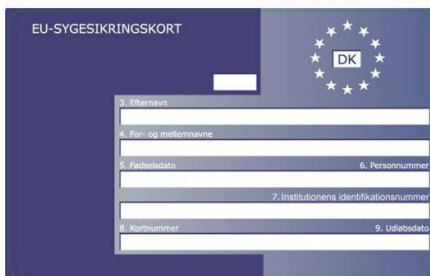 EU-SYGESIKRINGSKORT
DK
3. Efternavn
4. For- og mellemnavne
5. Fødselsdato 6. Personnummer
7. Institutionens identifikationsnummer
8. Kortnummer 9. Udløbsdato